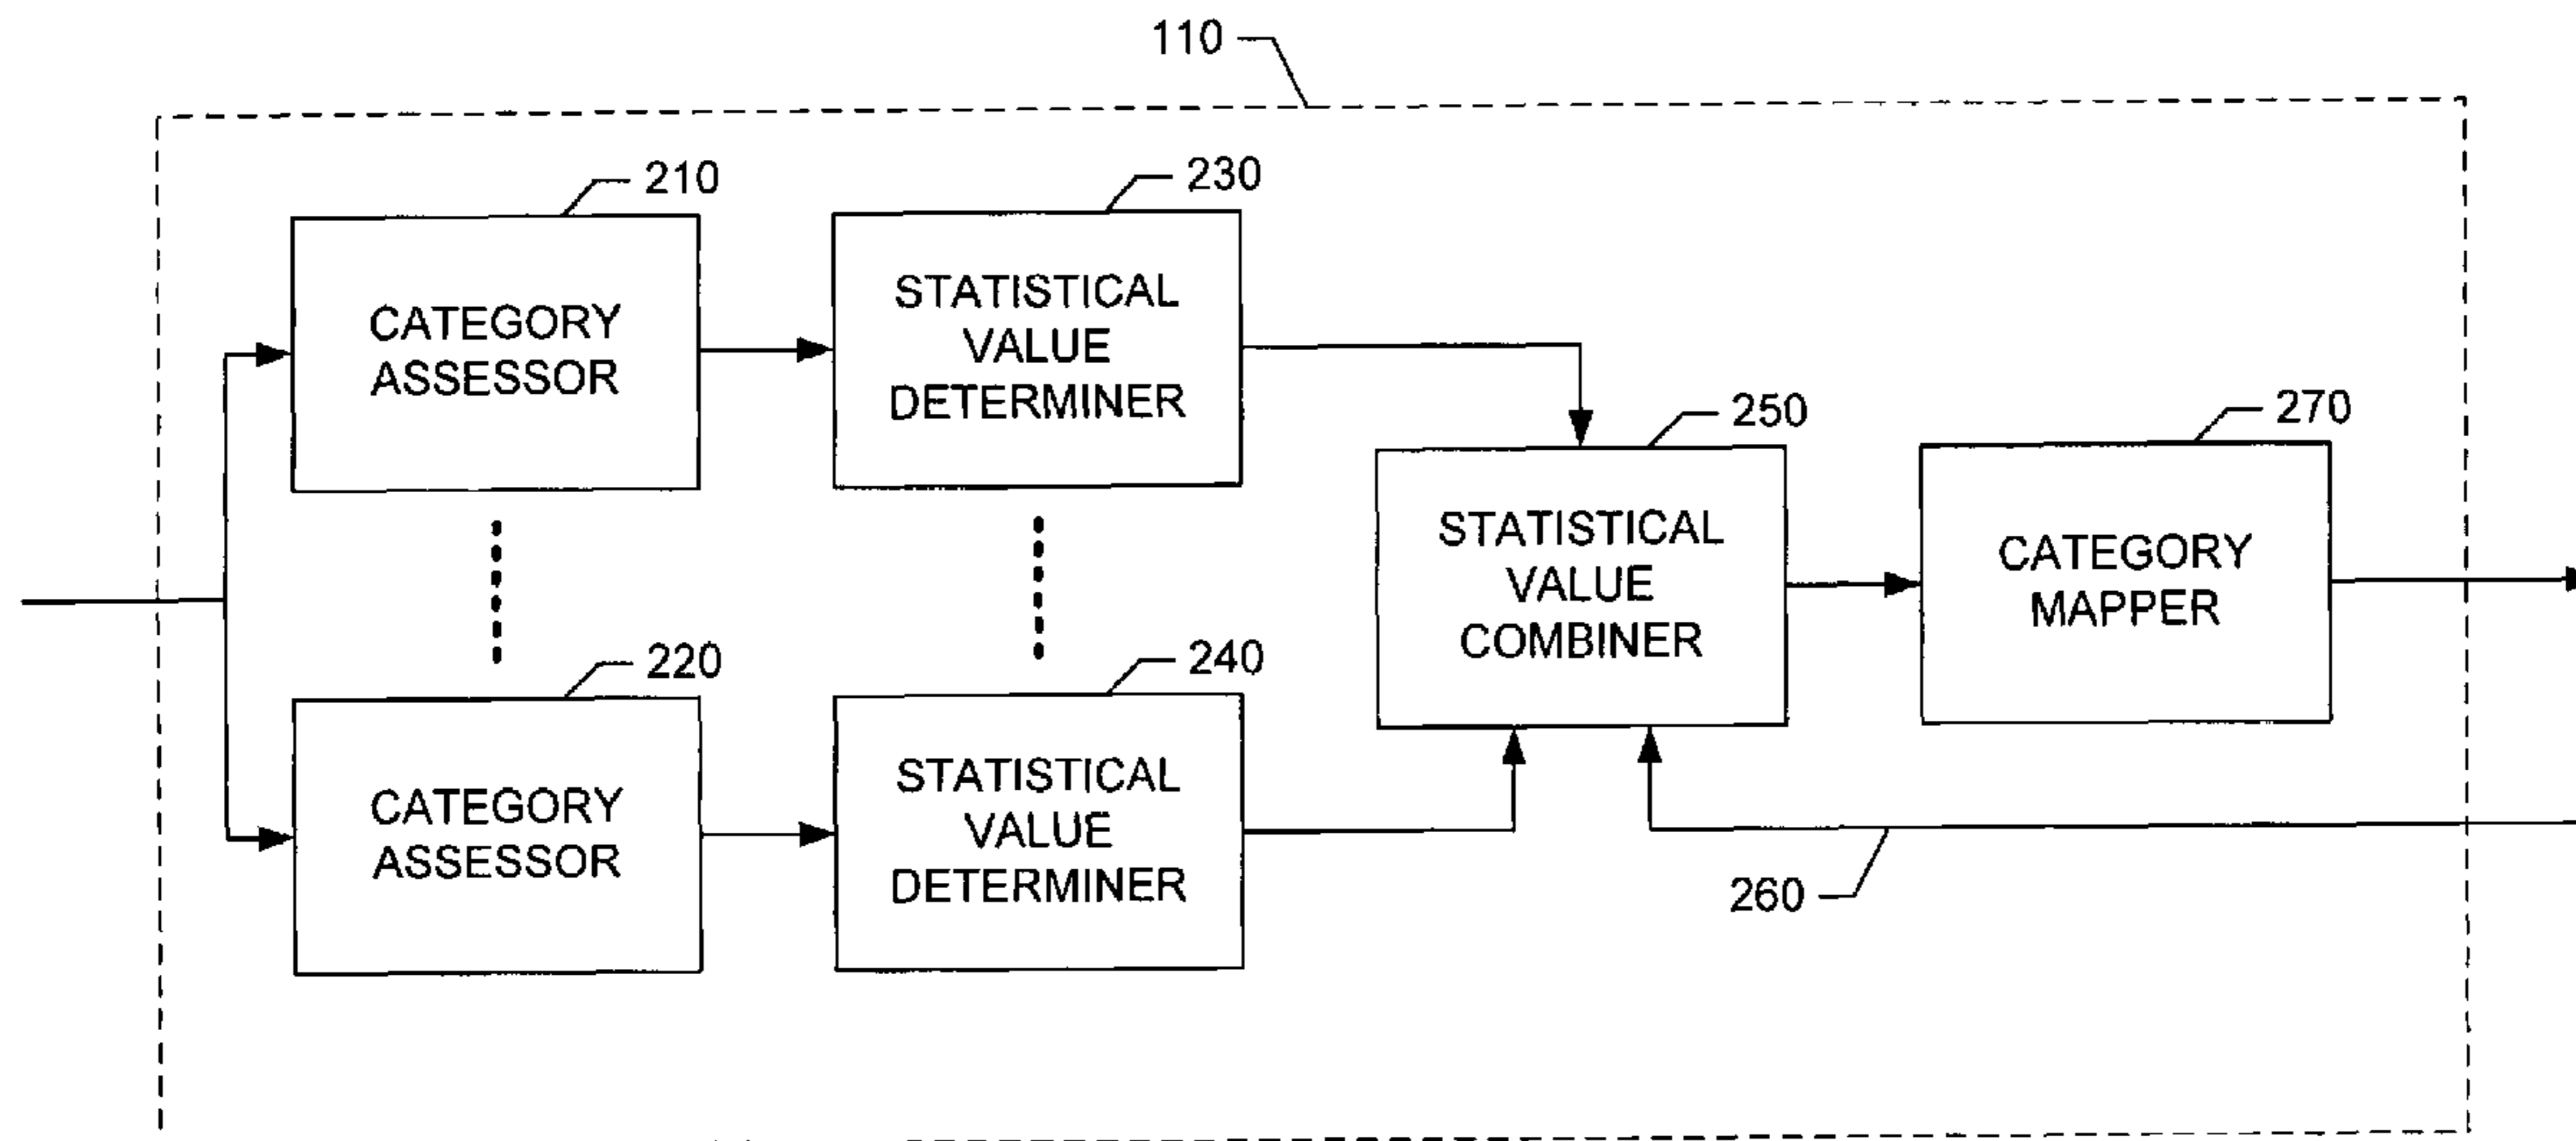 110
210
230
CATEGORY
ASSESSOR
STATISTICAL
VALUE
DETERMINER
250
270
STATISTICAL
VALUE
COMBINER
CATEGORY
MAPPER
220
240
CATEGORY
ASSESSOR
STATISTICAL
VALUE
DETERMINER
260